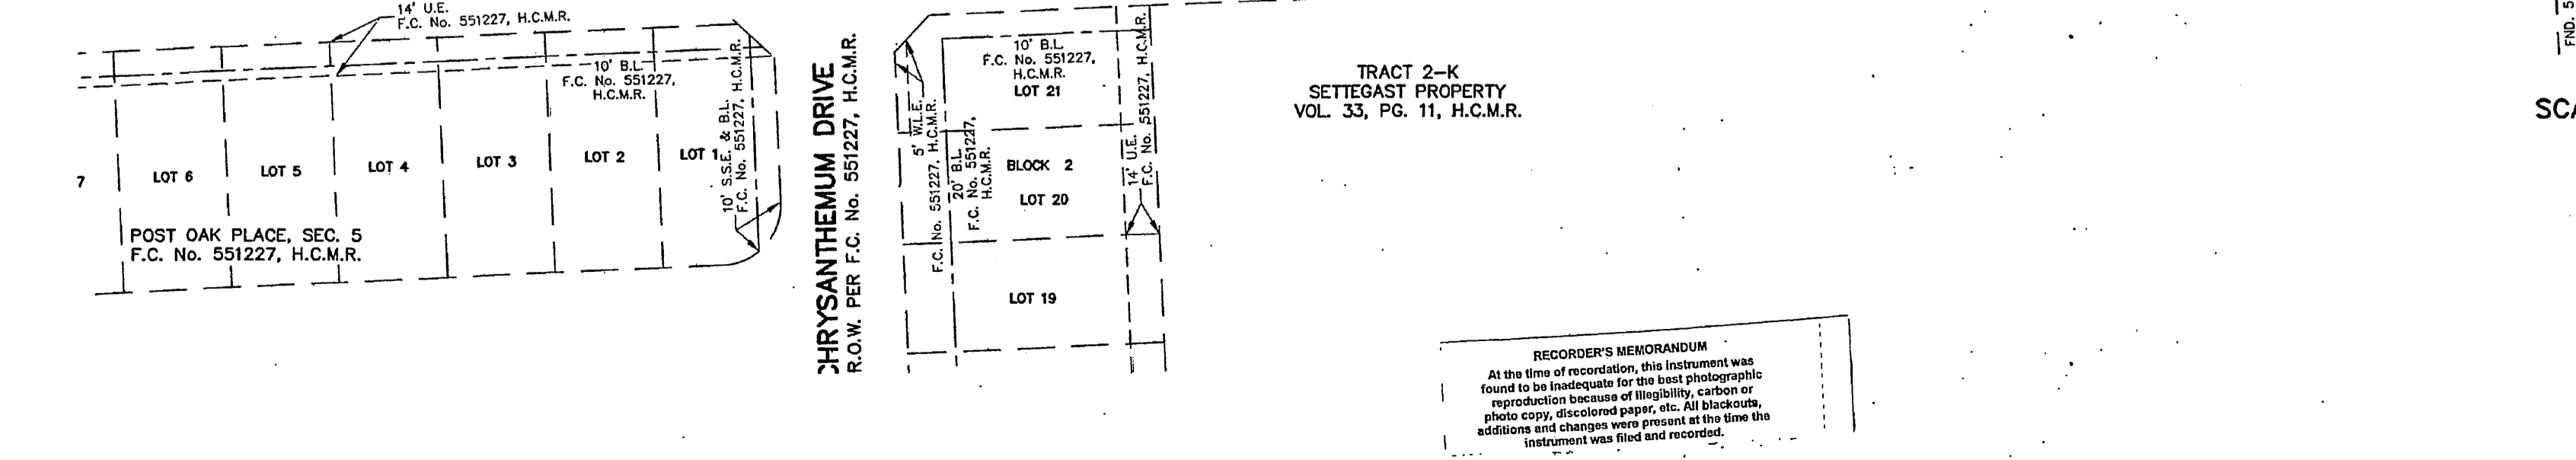 14' U.E.
F.C. No. 551227, H.C.M.R.
10' B.L.
F.C. No. 551227,
H.C.M.R.
7
LOT 6
LOT 5
LOT 4
LOT 3
LOT 2
LOT 1
10' S.S.E. & B.L.
F.C. No. 551227, H.C.M.R.
POST OAK PLACE, SEC. 5
F.C. No. 551227, H.C.M.R.
CHRYSANTHEMUM DRIVE
R.O.W. PER F.C. No. 551227, H.C.M.R.
5' W.L.E.
F.C. No. 551227, H.C.M.R.
20' B.L.
F.C. No. 551227,
H.C.M.R.
10' B.L.
F.C. No. 551227,
H.C.M.R.
LOT 21
BLOCK 2
LOT 20
LOT 19
14' U.E.
F.C. No. 551227, H.C.M.R.
TRACT 2-K
SETTEGAST PROPERTY
VOL. 33, PG. 11, H.C.M.R.
RECORDER'S MEMORANDUM
At the time of recordation, this instrument was
found to be inadequate for the best photographic
reproduction because of illegibility, carbon or
photo copy, discolored paper, etc. All blackouts,
additions and changes were present at the time the
instrument was filed and recorded.
FND. 5
SCA